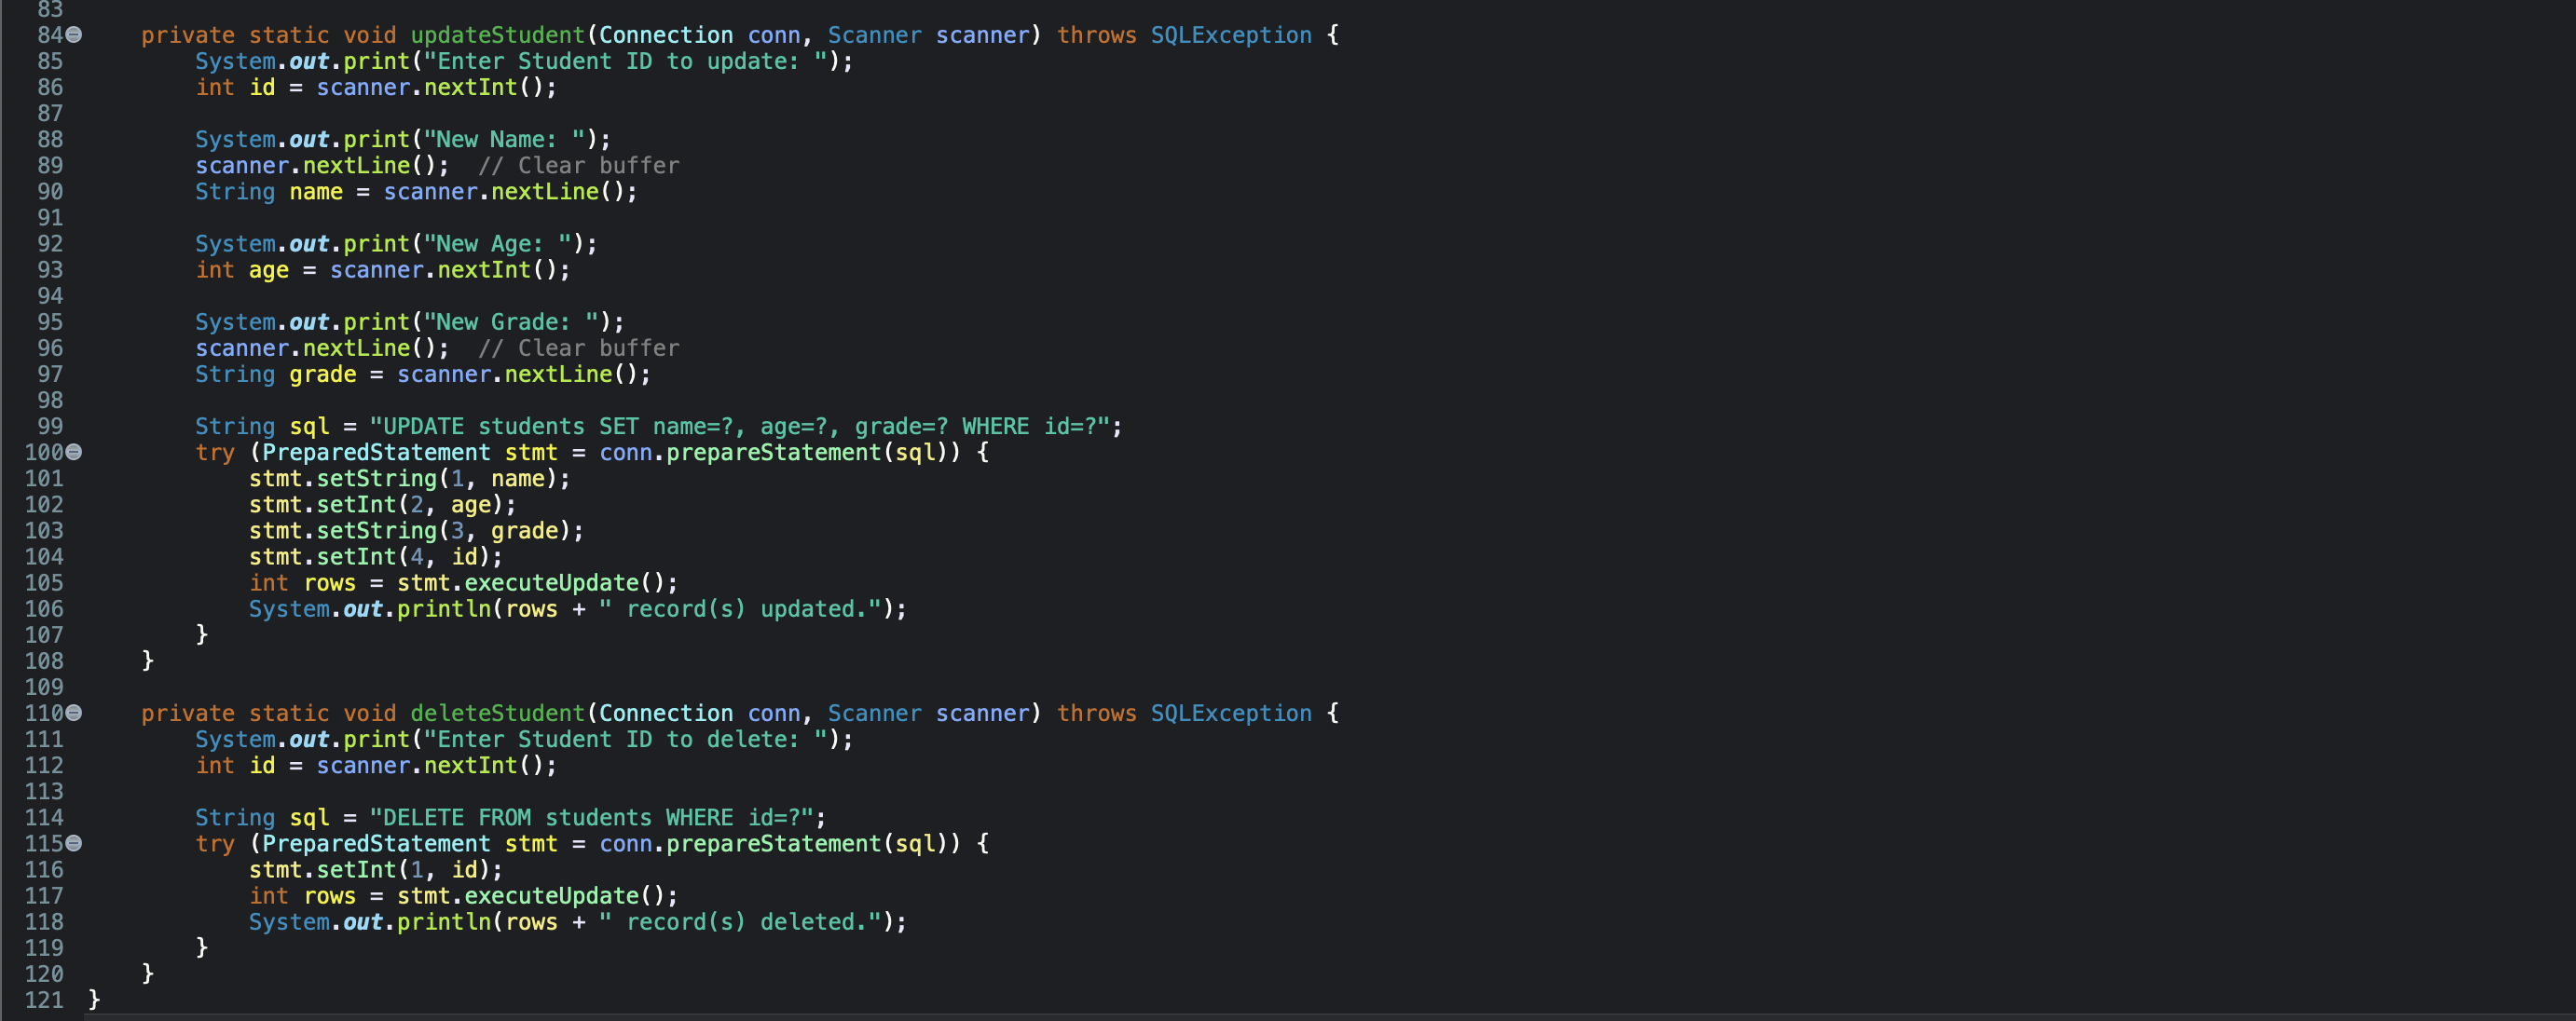 83
84 private static void updateStudent(Connection conn, Scanner scanner) throws SQLException {
85 System.out.print("Enter Student ID to update: ");
86 int id = scanner.nextInt();
87
88 System.out.print("New Name: ");
89 scanner.nextLine();  // Clear buffer
90 String name = scanner.nextLine();
91
92 System.out.print("New Age: ");
93 int age = scanner.nextInt();
94
95 System.out.print("New Grade: ");
96 scanner.nextLine();  // Clear buffer
97 String grade = scanner.nextLine();
98
99 String sql = "UPDATE students SET name=?, age=?, grade=? WHERE id=?";
100 try (PreparedStatement stmt = conn.prepareStatement(sql)) {
101 stmt.setString(1, name);
102 stmt.setInt(2, age);
103 stmt.setString(3, grade);
104 stmt.setInt(4, id);
105 int rows = stmt.executeUpdate();
106 System.out.println(rows + " record(s) updated.");
107 }
108 }
109
110 private static void deleteStudent(Connection conn, Scanner scanner) throws SQLException {
111 System.out.print("Enter Student ID to delete: ");
112 int id = scanner.nextInt();
113
114 String sql = "DELETE FROM students WHERE id=?";
115 try (PreparedStatement stmt = conn.prepareStatement(sql)) {
116 stmt.setInt(1, id);
117 int rows = stmt.executeUpdate();
118 System.out.println(rows + " record(s) deleted.");
119 }
120 }
121 }